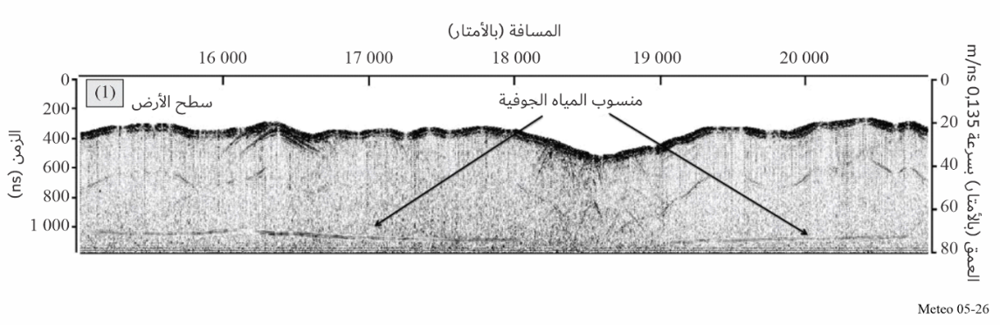 المسافة (بالأمتار)
16 000 17 000 18 000 19 000 20 000
0
200
400
600
800
1 000
الزمن (ns)
(1)
سطح الأرض
منسوب المياه الجوفية
0
20
40
60
80
العمق (بالأمتار) بسرعة 0,135 m/ns
Meteo 05-26